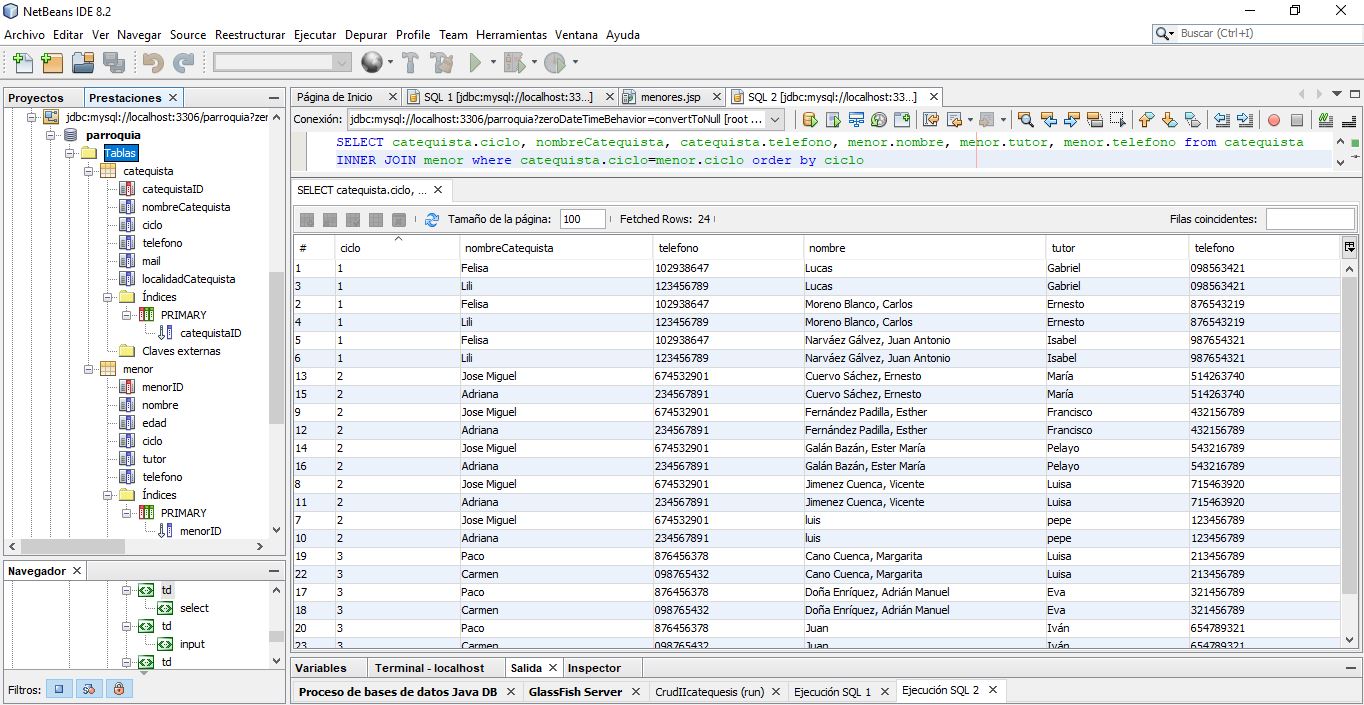 NetBeans IDE 8.2
Archivo Editar Ver Navegar Source Reestructurar Ejecutar Depurar Profile Team Herramientas Ventana Ayuda
Buscar (Ctrl+I)
Proyectos Prestaciones
jdbc:mysql://localhost:3306/parroquia?zer
parroquia
Tablas
catequista
catequistaID
nombreCatequista
ciclo
telefono
mail
localidadCatequista
Índices
PRIMARY
catequistaID
Claves externas
menor
menorID
nombre
edad
ciclo
tutor
telefono
Índices
PRIMARY
menorID
Navegador
td
select
td
input
td
Filtros:
Página de Inicio SQL 1 [jdbc:mysql://localhost:33...] menores.jsp SQL 2 [jdbc:mysql://localhost:33...]
Conexión: jdbc:mysql://localhost:3306/parroquia?zeroDateTimeBehavior=convertToNull [root ...
SELECT catequista.ciclo, nombreCatequista, catequista.telefono, menor.nombre, menor.tutor, menor.telefono from catequista
INNER JOIN menor where catequista.ciclo=menor.ciclo order by ciclo
SELECT catequista.ciclo, ...
Tamaño de la página: 100 Fetched Rows: 24 Filas coincidentes:
# ciclo nombreCatequista telefono nombre tutor telefono
1 1 Felisa 102938647 Lucas Gabriel 098563421
3 1 Lili 123456789 Lucas Gabriel 098563421
2 1 Felisa 102938647 Moreno Blanco, Carlos Ernesto 876543219
4 1 Lili 123456789 Moreno Blanco, Carlos Ernesto 876543219
5 1 Felisa 102938647 Narváez Gálvez, Juan Antonio Isabel 987654321
6 1 Lili 123456789 Narváez Gálvez, Juan Antonio Isabel 987654321
13 2 Jose Miguel 674532901 Cuervo Sáchez, Ernesto María 514263740
15 2 Adriana 234567891 Cuervo Sáchez, Ernesto María 514263740
9 2 Jose Miguel 674532901 Fernández Padilla, Esther Francisco 432156789
12 2 Adriana 234567891 Fernández Padilla, Esther Francisco 432156789
14 2 Jose Miguel 674532901 Galán Bazán, Ester María Pelayo 543216789
16 2 Adriana 234567891 Galán Bazán, Ester María Pelayo 543216789
8 2 Jose Miguel 674532901 Jimenez Cuenca, Vicente Luisa 715463920
11 2 Adriana 234567891 Jimenez Cuenca, Vicente Luisa 715463920
7 2 Jose Miguel 674532901 luis pepe 123456789
10 2 Adriana 234567891 luis pepe 123456789
19 3 Paco 876456378 Cano Cuenca, Margarita Luisa 213456789
22 3 Carmen 098765432 Cano Cuenca, Margarita Luisa 213456789
17 3 Paco 876456378 Doña Enríquez, Adrián Manuel Eva 321456789
18 3 Carmen 098765432 Doña Enríquez, Adrián Manuel Eva 321456789
20 3 Paco 876456378 Juan Iván 654789321
23 3 Carmen 098765432 Juan Iván 654789321
Variables Terminal - localhost Salida Inspector
Proceso de bases de datos Java DB GlassFish Server CrudIIcatequesis (run) Ejecución SQL 1 Ejecución SQL 2